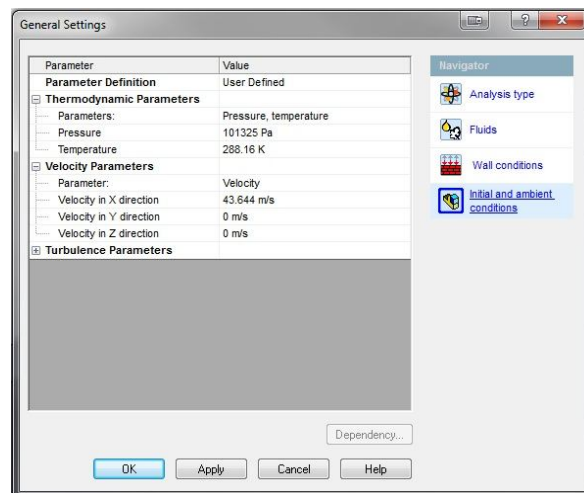 General Settings
Parameter Value
Parameter Definition User Defined
Thermodynamic Parameters
Parameters: Pressure, temperature
Pressure 101325 Pa
Temperature 288.16 K
Velocity Parameters
Parameter: Velocity
Velocity in X direction 43.644 m/s
Velocity in Y direction 0 m/s
Velocity in Z direction 0 m/s
Turbulence Parameters
Dependency...
OK Apply Cancel Help
Navigator
Analysis type
Fluids
Wall conditions
Initial and ambient
conditions